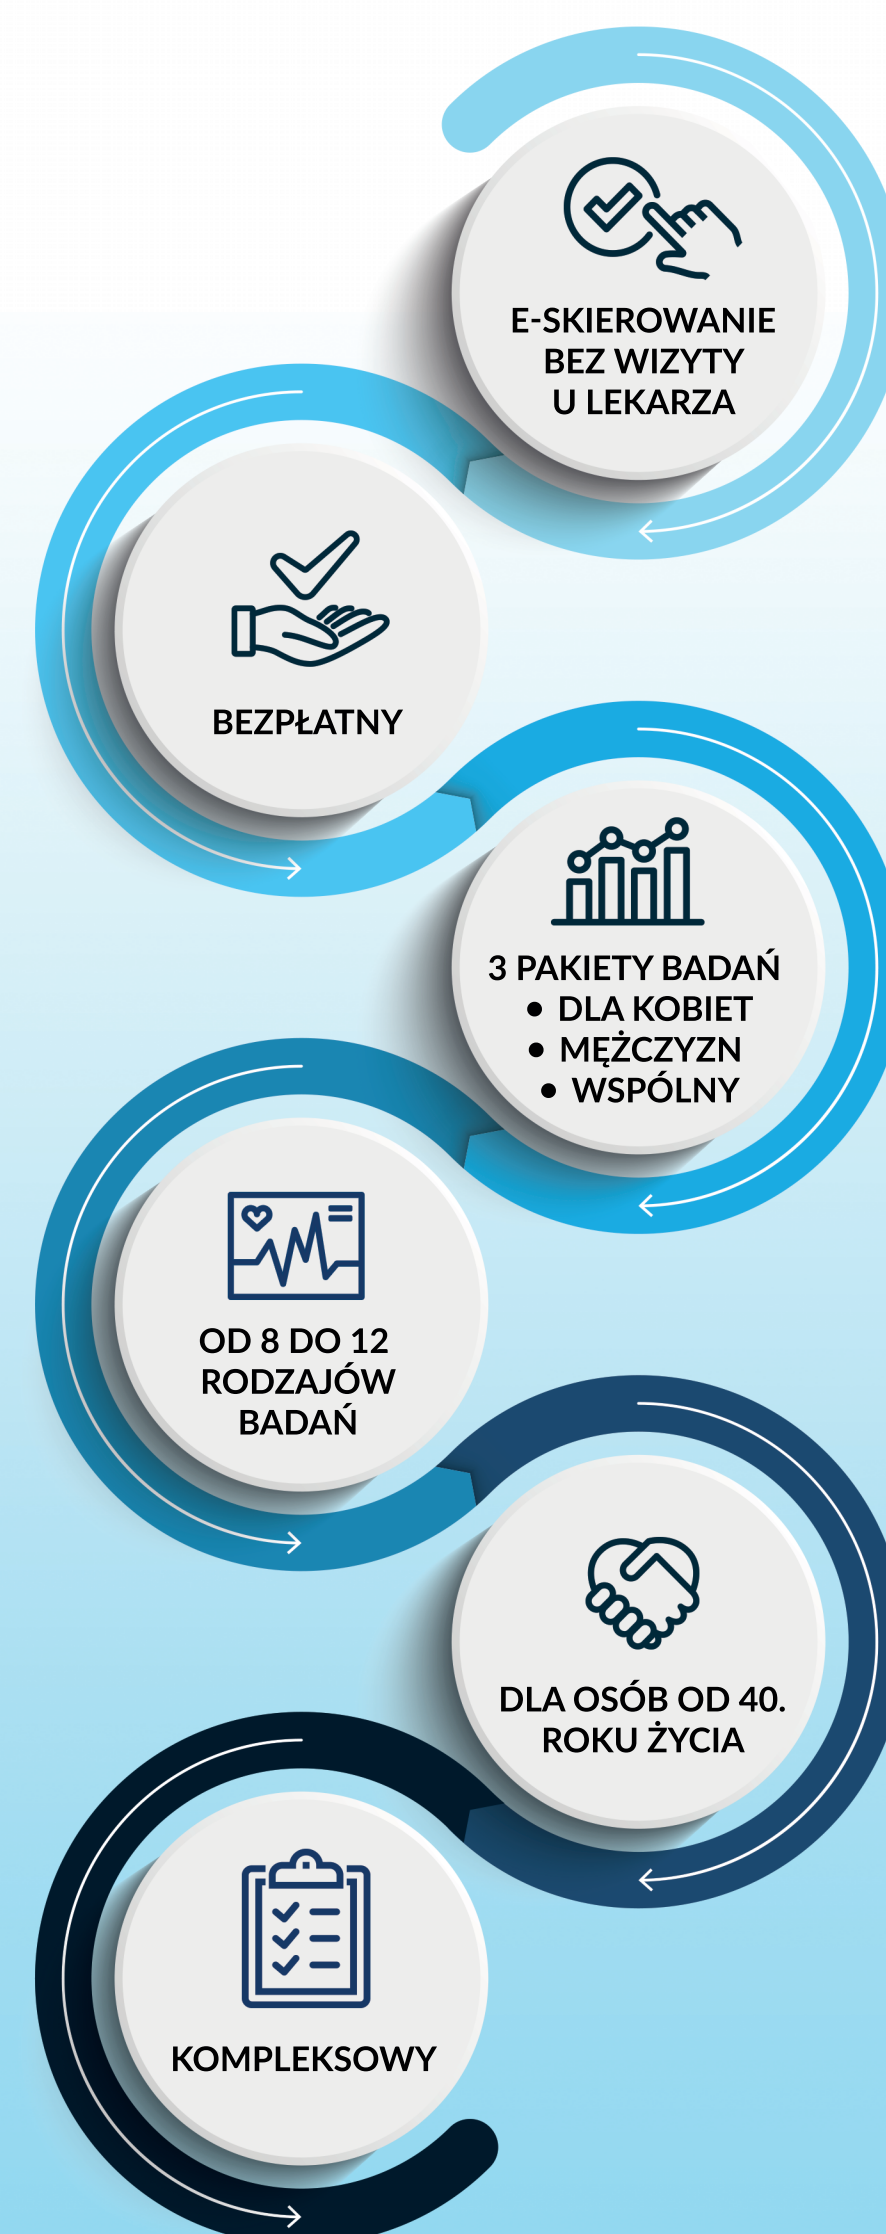 E-SKIEROWANIE
BEZ WIZYTY
U LEKARZA
BEZPŁATNY
3 PAKIETY BADAŃ
• DLA KOBIET
• MĘŻCZYZN
• WSPÓLNY
OD 8 DO 12
RODZAJÓW
BADAŃ
DLA OSÓB OD 40.
ROKU ŻYCIA
KOMPLEKSOWY